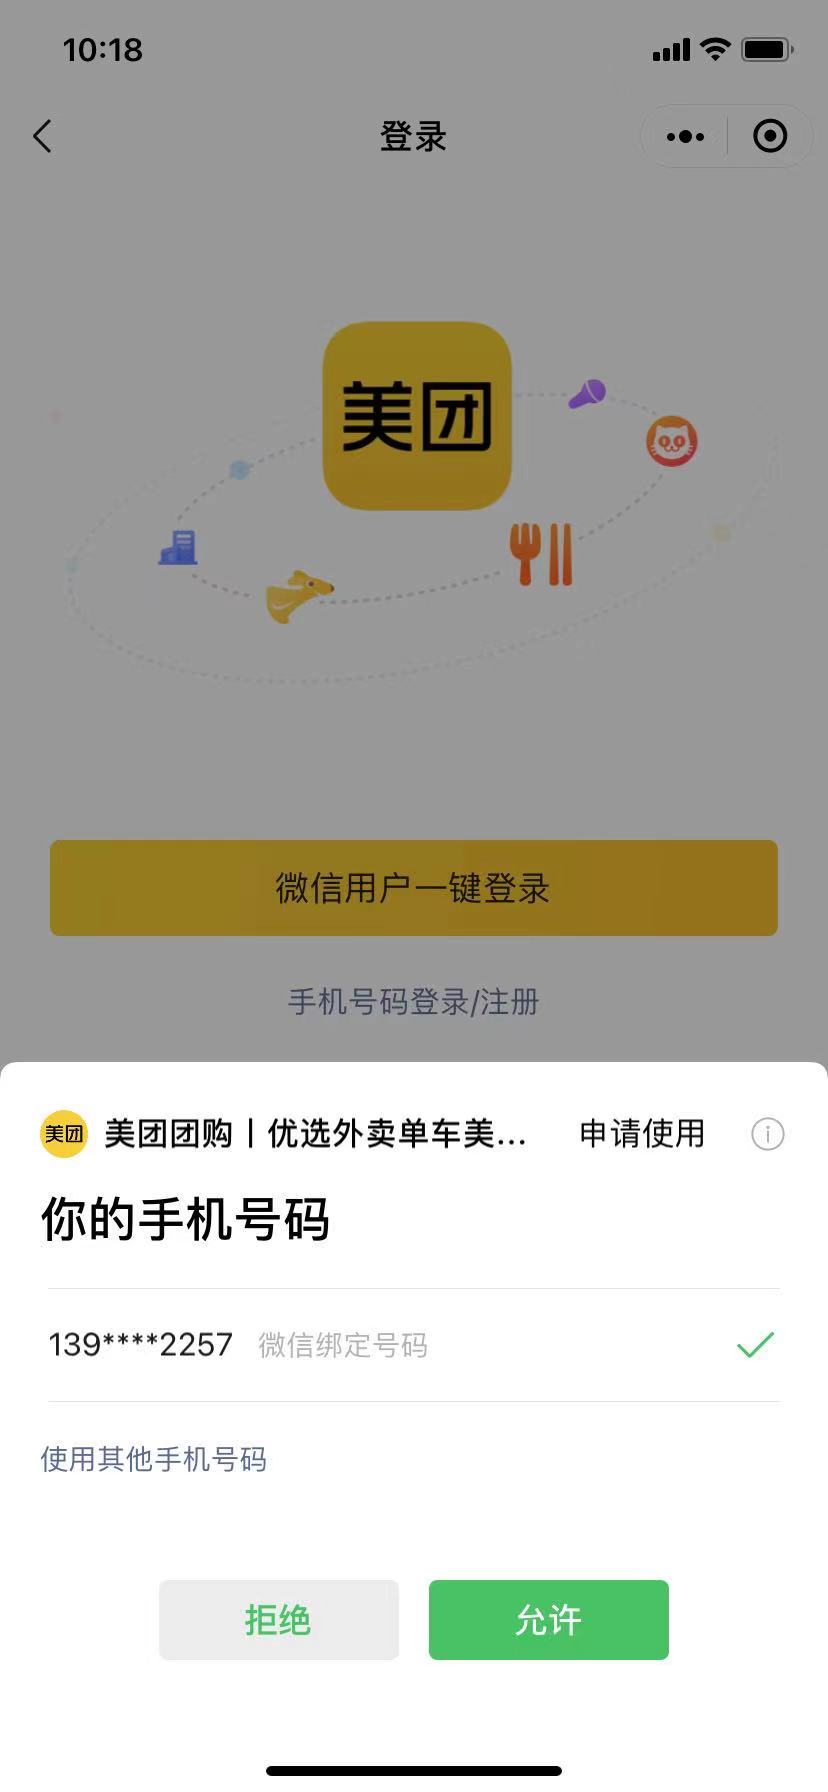 10:18
登录
美团
微信用户一键登录
手机号码登录/注册
美团 美团团购丨优选外卖单车美... 申请使用
你的手机号码
139****2257 微信绑定号码
使用其他手机号码
拒绝 允许